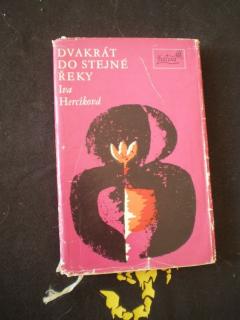 DVAKRÁT
DO STEJNÉ
ŘEKY
Iva
Hercíková